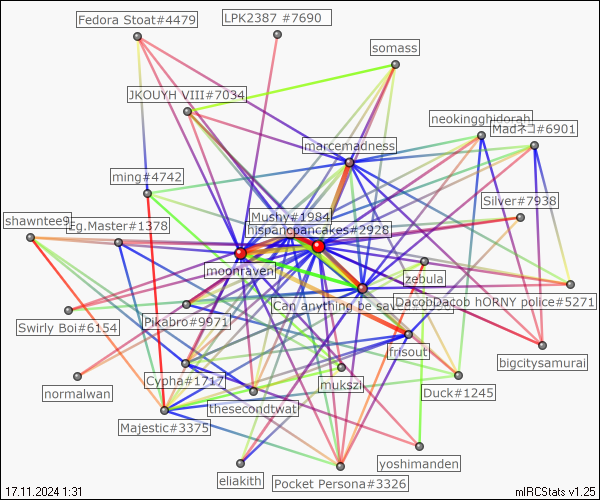 Fedora Stoat#4479
LPK2387 #7690
somass
JKOUYH VIII#7034
neokingghidorah
Madネコ#6901
marcemadness
ming#4742
Silver#7938
Mushy#1984
shawntee9
Eg.Master#1378
hispanicpancakes#2928
moonraven
zebula
Can anything be save
DacobDacob hORNY police#5271
Swirly Boi#6154
Pikabro#9971
frisout
bigcitysamurai
normalwan
Cypha#1717
mukszi
Duck#1245
thesecondtwat
Majestic#3375
yoshimanden
eliakith
Pocket Persona#3326
17.11.2024 1:31
mIRCStats v1.25